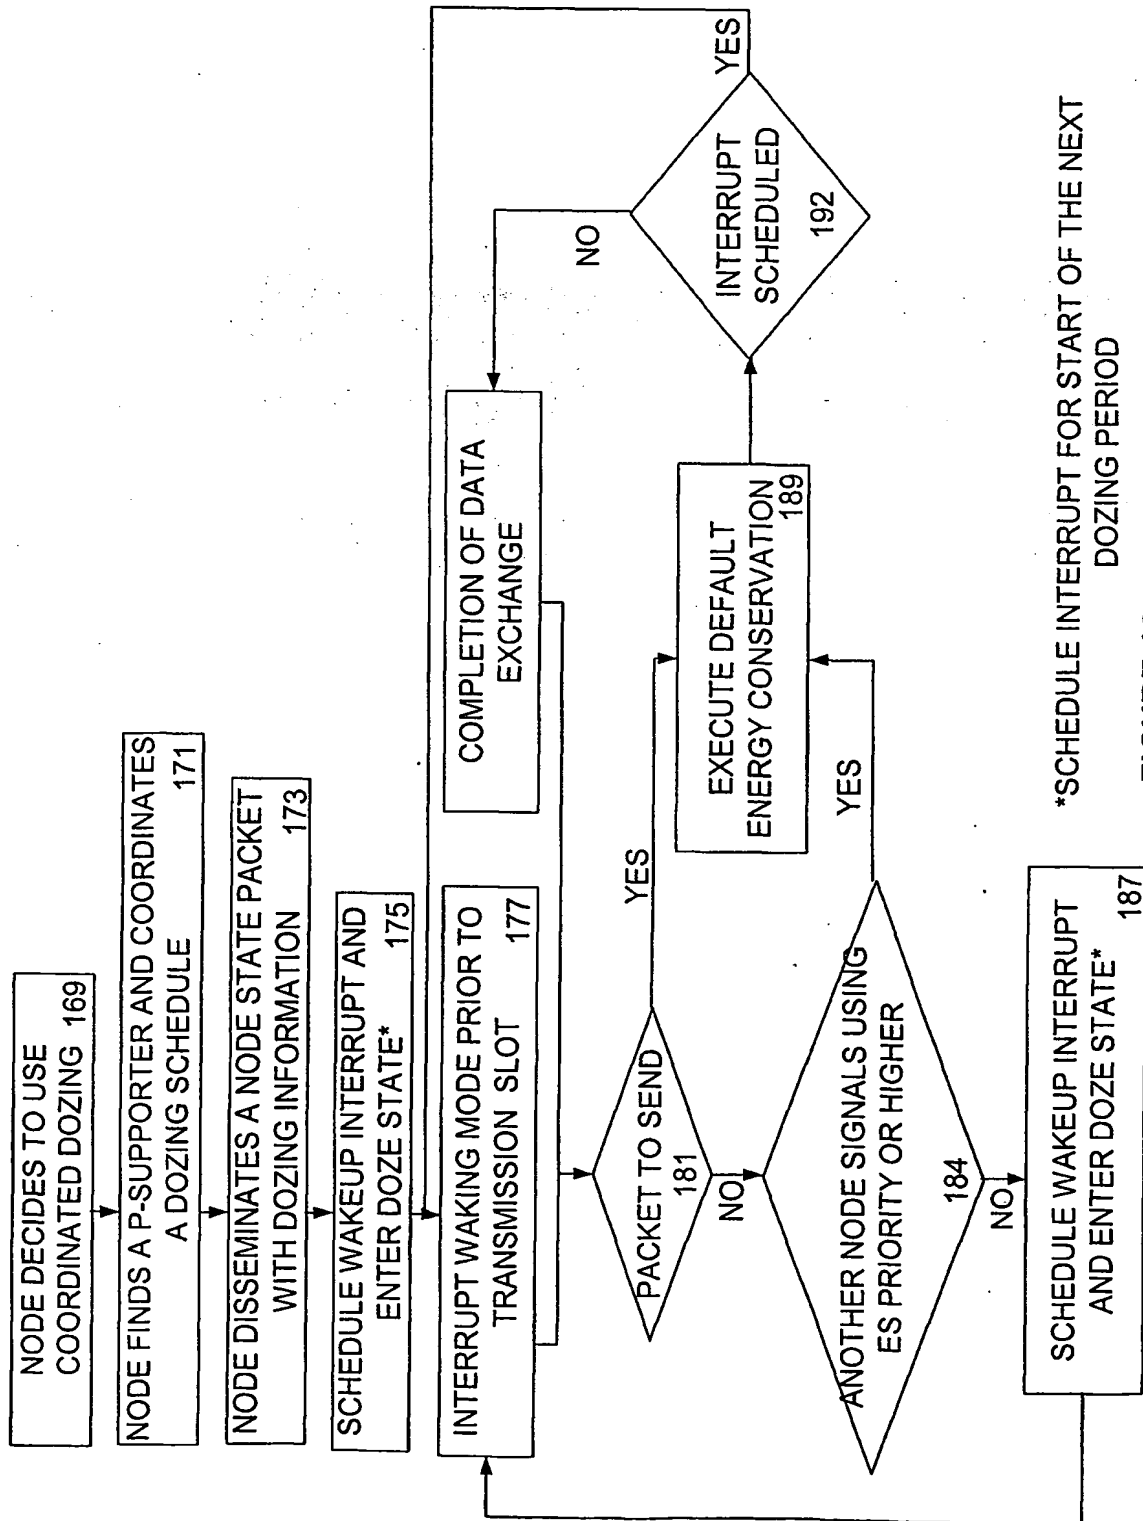 NODE DECIDES TO USE
COORDINATED DOZING 169
NODE FINDS A P-SUPPORTER AND COORDINATES
A DOZING SCHEDULE 171
NODE DISSEMINATES A NODE STATE PACKET
WITH DOZING INFORMATION 173
SCHEDULE WAKEUP INTERRUPT AND
ENTER DOZE STATE* 175
INTERRUPT WAKING MODE PRIOR TO
TRANSMISSION SLOT 177
COMPLETION OF DATA
EXCHANGE
PACKET TO SEND
181
YES
NO
ANOTHER NODE SIGNALS USING
ES PRIORITY OR HIGHER
184
YES
NO
EXECUTE DEFAULT
ENERGY CONSERVATION
189
INTERRUPT
SCHEDULED
192
NO
YES
SCHEDULE WAKEUP INTERRUPT
AND ENTER DOZE STATE*
187
*SCHEDULE INTERRUPT FOR START OF THE NEXT
DOZING PERIOD